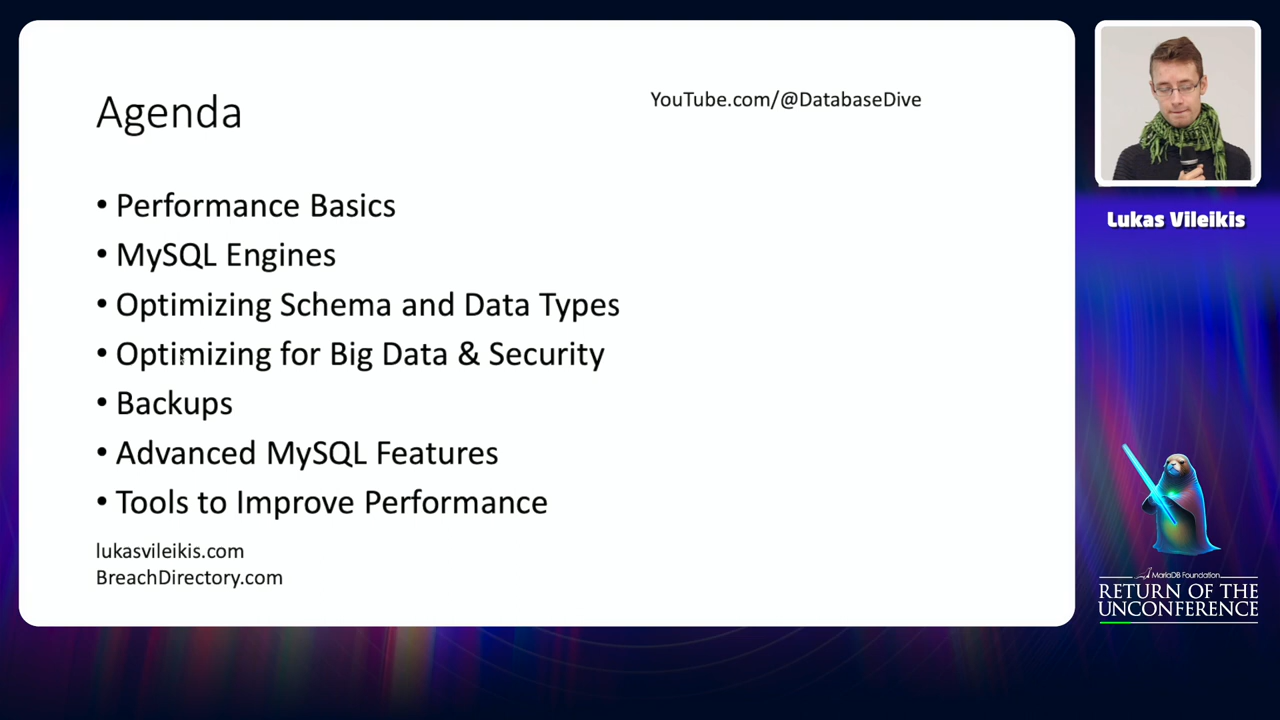 Agenda
YouTube.com/@DatabaseDive
• Performance Basics
• MySQL Engines
• Optimizing Schema and Data Types
• Optimizing for Big Data & Security
• Backups
• Advanced MySQL Features
• Tools to Improve Performance
lukasvileikis.com
BreachDirectory.com
Lukas Vileikis
MariaDB Foundation
RETURN OF THE
UNCONFERENCE